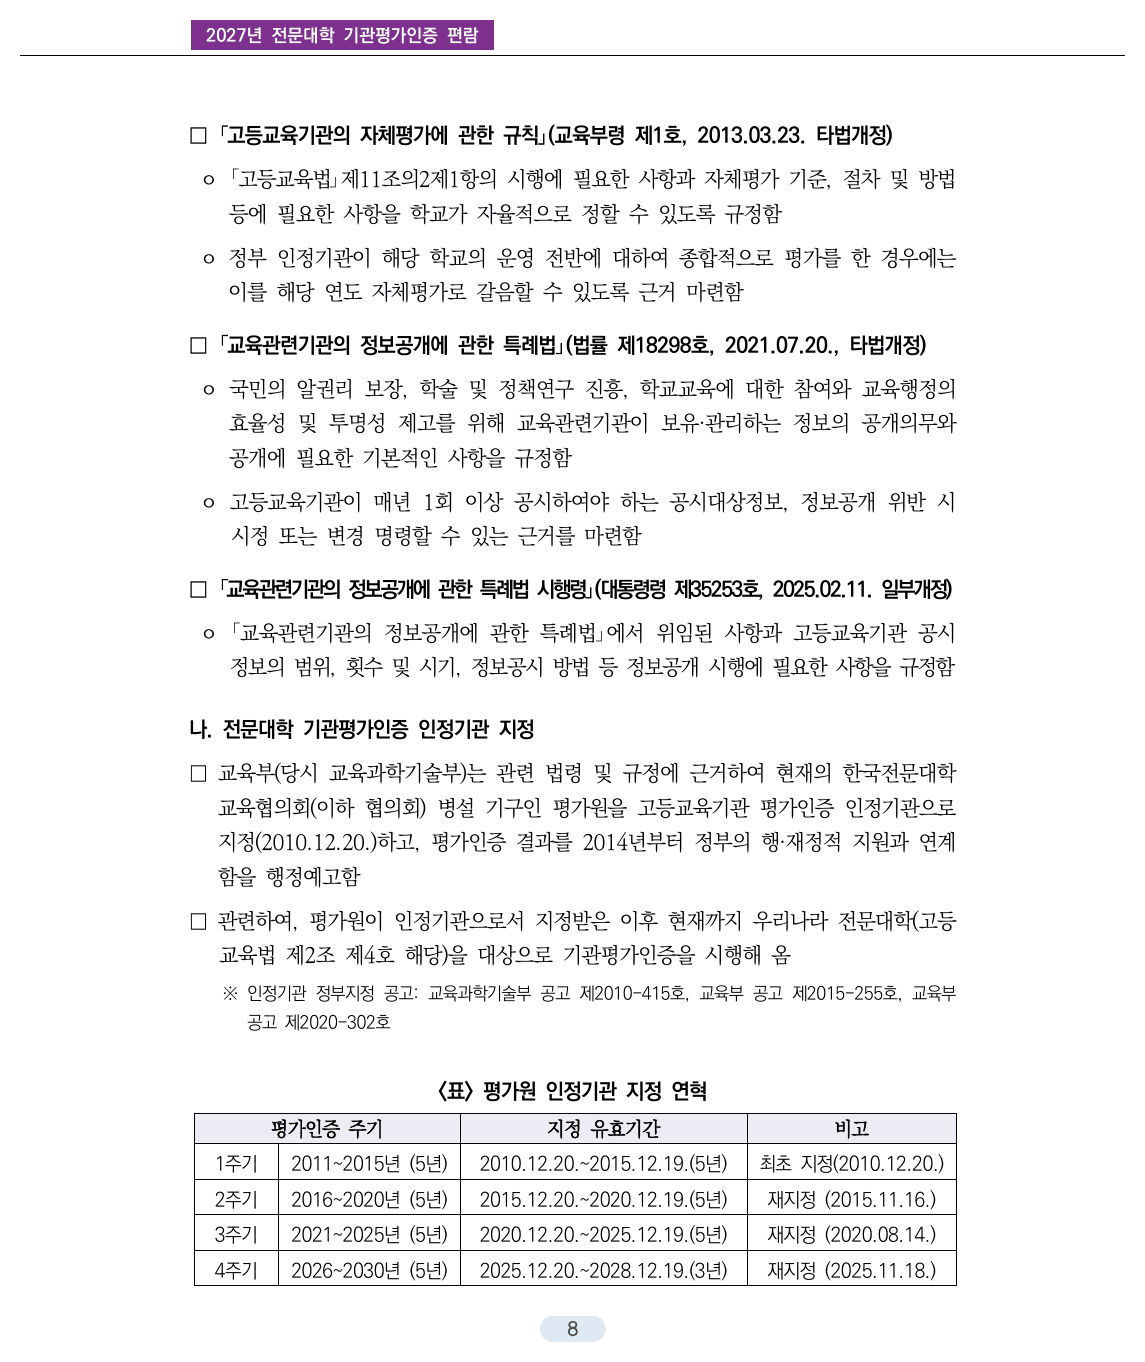 2027년 전문대학 기관평가인증 편람
□ 「고등교육기관의 자체평가에 관한 규칙」(교육부령 제1호, 2013.03.23. 타법개정)
ㅇ 「고등교육법」제11조의2제1항의 시행에 필요한 사항과 자체평가 기준, 절차 및 방법
등에 필요한 사항을 학교가 자율적으로 정할 수 있도록 규정함
ㅇ 정부 인정기관이 해당 학교의 운영 전반에 대하여 종합적으로 평가를 한 경우에는
이를 해당 연도 자체평가로 갈음할 수 있도록 근거 마련함
□ 「교육관련기관의 정보공개에 관한 특례법」(법률 제18298호, 2021.07.20., 타법개정)
ㅇ 국민의 알권리 보장, 학술 및 정책연구 진흥, 학교교육에 대한 참여와 교육행정의
효율성 및 투명성 제고를 위해 교육관련기관이 보유·관리하는 정보의 공개의무와
공개에 필요한 기본적인 사항을 규정함
ㅇ 고등교육기관이 매년 1회 이상 공시하여야 하는 공시대상정보, 정보공개 위반 시
시정 또는 변경 명령할 수 있는 근거를 마련함
□ 「교육관련기관의 정보공개에 관한 특례법 시행령」(대통령령 제35253호, 2025.02.11. 일부개정)
ㅇ 「교육관련기관의 정보공개에 관한 특례법」에서 위임된 사항과 고등교육기관 공시
정보의 범위, 횟수 및 시기, 정보공시 방법 등 정보공개 시행에 필요한 사항을 규정함
나. 전문대학 기관평가인증 인정기관 지정
□ 교육부(당시 교육과학기술부)는 관련 법령 및 규정에 근거하여 현재의 한국전문대학
교육협의회(이하 협의회) 병설 기구인 평가원을 고등교육기관 평가인증 인정기관으로
지정(2010.12.20.)하고, 평가인증 결과를 2014년부터 정부의 행·재정적 지원과 연계
함을 행정예고함
□ 관련하여, 평가원이 인정기관으로서 지정받은 이후 현재까지 우리나라 전문대학(고등
교육법 제2조 제4호 해당)을 대상으로 기관평가인증을 시행해 옴
※ 인정기관 정부지정 공고: 교육과학기술부 공고 제2010-415호, 교육부 공고 제2015-255호, 교육부
공고 제2020-302호
<표> 평가원 인정기관 지정 연혁
평가인증 주기 지정 유효기간 비고
1주기 2011~2015년 (5년) 2010.12.20.~2015.12.19.(5년) 최초 지정(2010.12.20.)
2주기 2016~2020년 (5년) 2015.12.20.~2020.12.19.(5년) 재지정 (2015.11.16.)
3주기 2021~2025년 (5년) 2020.12.20.~2025.12.19.(5년) 재지정 (2020.08.14.)
4주기 2026~2030년 (5년) 2025.12.20.~2028.12.19.(3년) 재지정 (2025.11.18.)
8